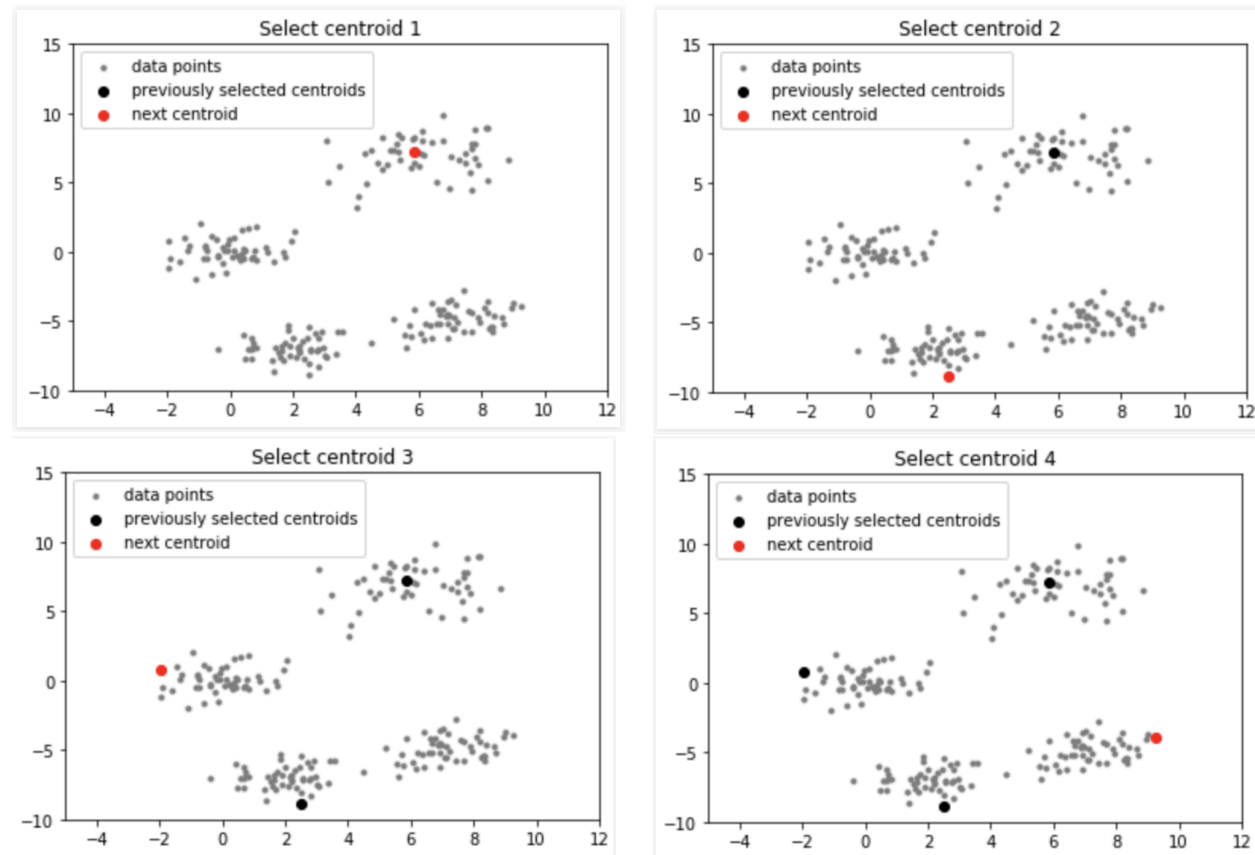 Select centroid 1
15
10
5
0
−5
−10
−4 −2 0 2 4 6 8 10 12
data points
previously selected centroids
next centroid
Select centroid 2
15
10
5
0
−5
−10
−4 −2 0 2 4 6 8 10 12
data points
previously selected centroids
next centroid
Select centroid 3
15
10
5
0
−5
−10
−4 −2 0 2 4 6 8 10 12
data points
previously selected centroids
next centroid
Select centroid 4
15
10
5
0
−5
−10
−4 −2 0 2 4 6 8 10 12
data points
previously selected centroids
next centroid